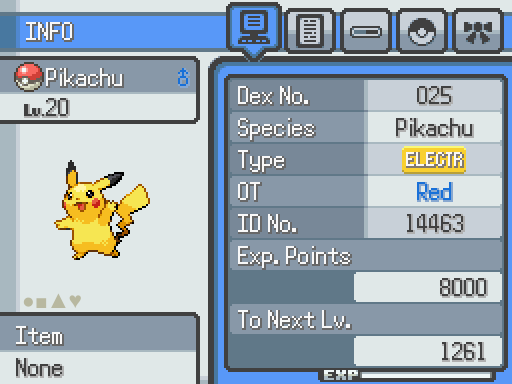 INFO
Pikachu ♂
Lv.20
Dex No. 025
Species Pikachu
Type ELECTR
OT Red
ID No. 14463
Exp. Points
8000
To Next Lv.
1261
EXP
Item
None